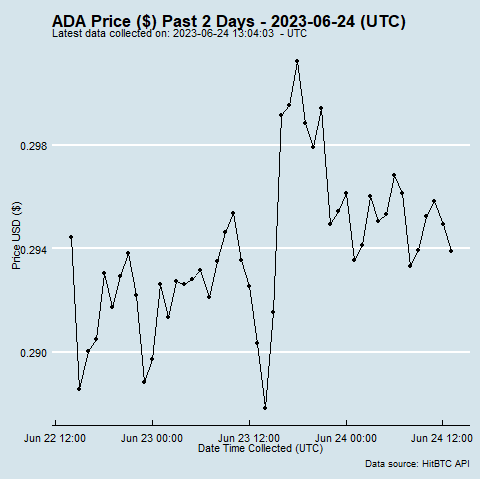 ADA Price ($) Past 2 Days - 2023-06-24 (UTC)
Latest data collected on: 2023-06-24 13:04:03 - UTC
0.298
0.294
0.290
Price USD ($)
Jun 22 12:00 Jun 23 00:00 Jun 23 12:00 Jun 24 00:00 Jun 24 12:00
Date Time Collected (UTC)
Data source: HitBTC API